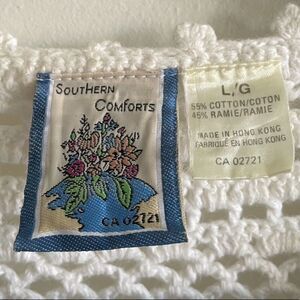 Southern
Comforts
CA 02721
L/G
55% COTTON/COTON
45% RAMIE/RAMIE
MADE IN HONG KONG
FABRIQUÉ EN HONG KONG
CA 02721